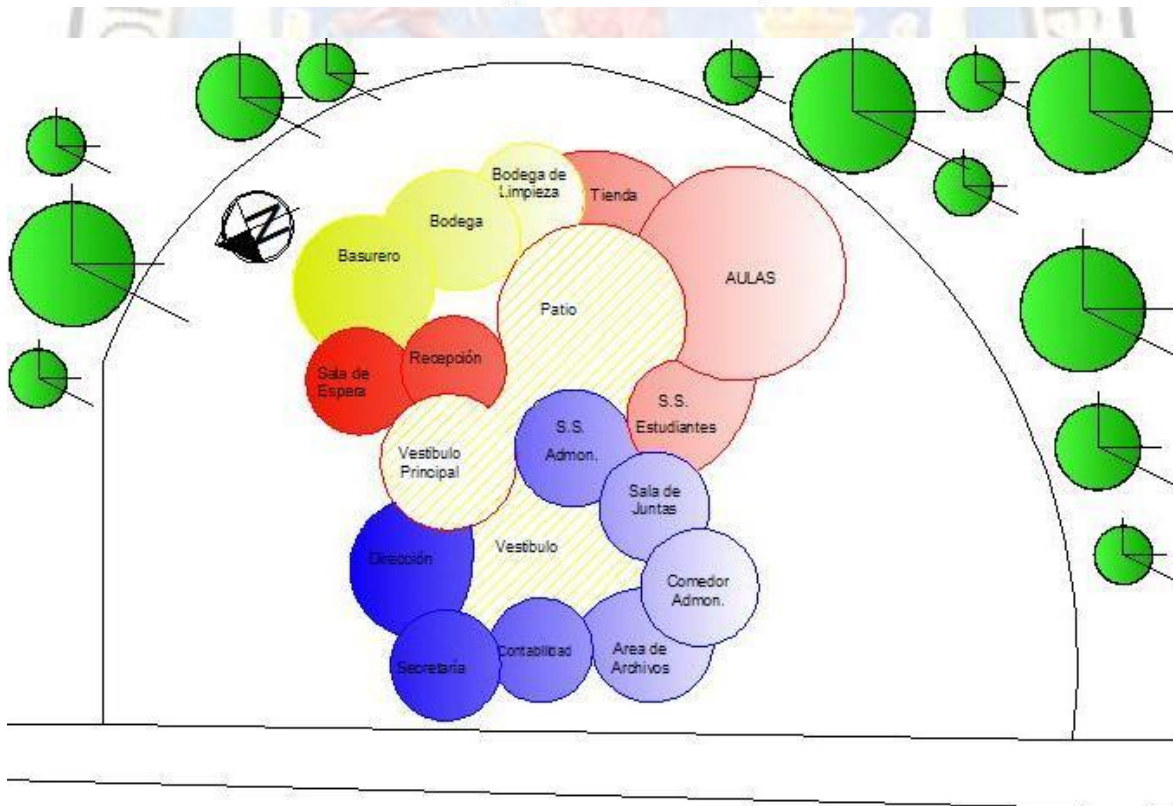 Bodega de
Limpieza
Tienda
Bodega
Basurero
AULAS
N
Patio
Recepción
Sala de
Espera
S.S.
Estudiantes
S.S.
Admon.
Vestíbulo
Principal
Sala de
Juntas
Vestíbulo
Dirección
Comedor
Admon.
Contabilidad
Area de
Archivos
Secretaría